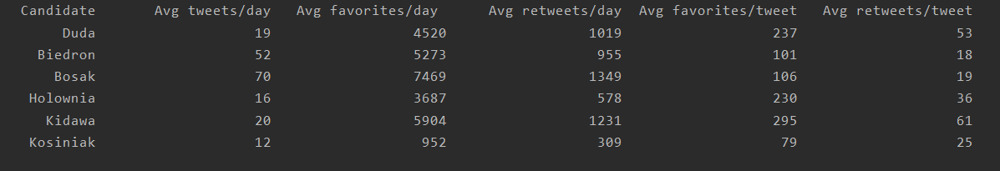 Candidate Avg tweets/day Avg favorites/day Avg retweets/day Avg favorites/tweet Avg retweets/tweet
Duda 19 4520 1019 237 53
Biedron 52 5273 955 101 18
Bosak 70 7469 1349 106 19
Holownia 16 3687 578 230 36
Kidawa 20 5904 1231 295 61
Kosiniak 12 952 309 79 25